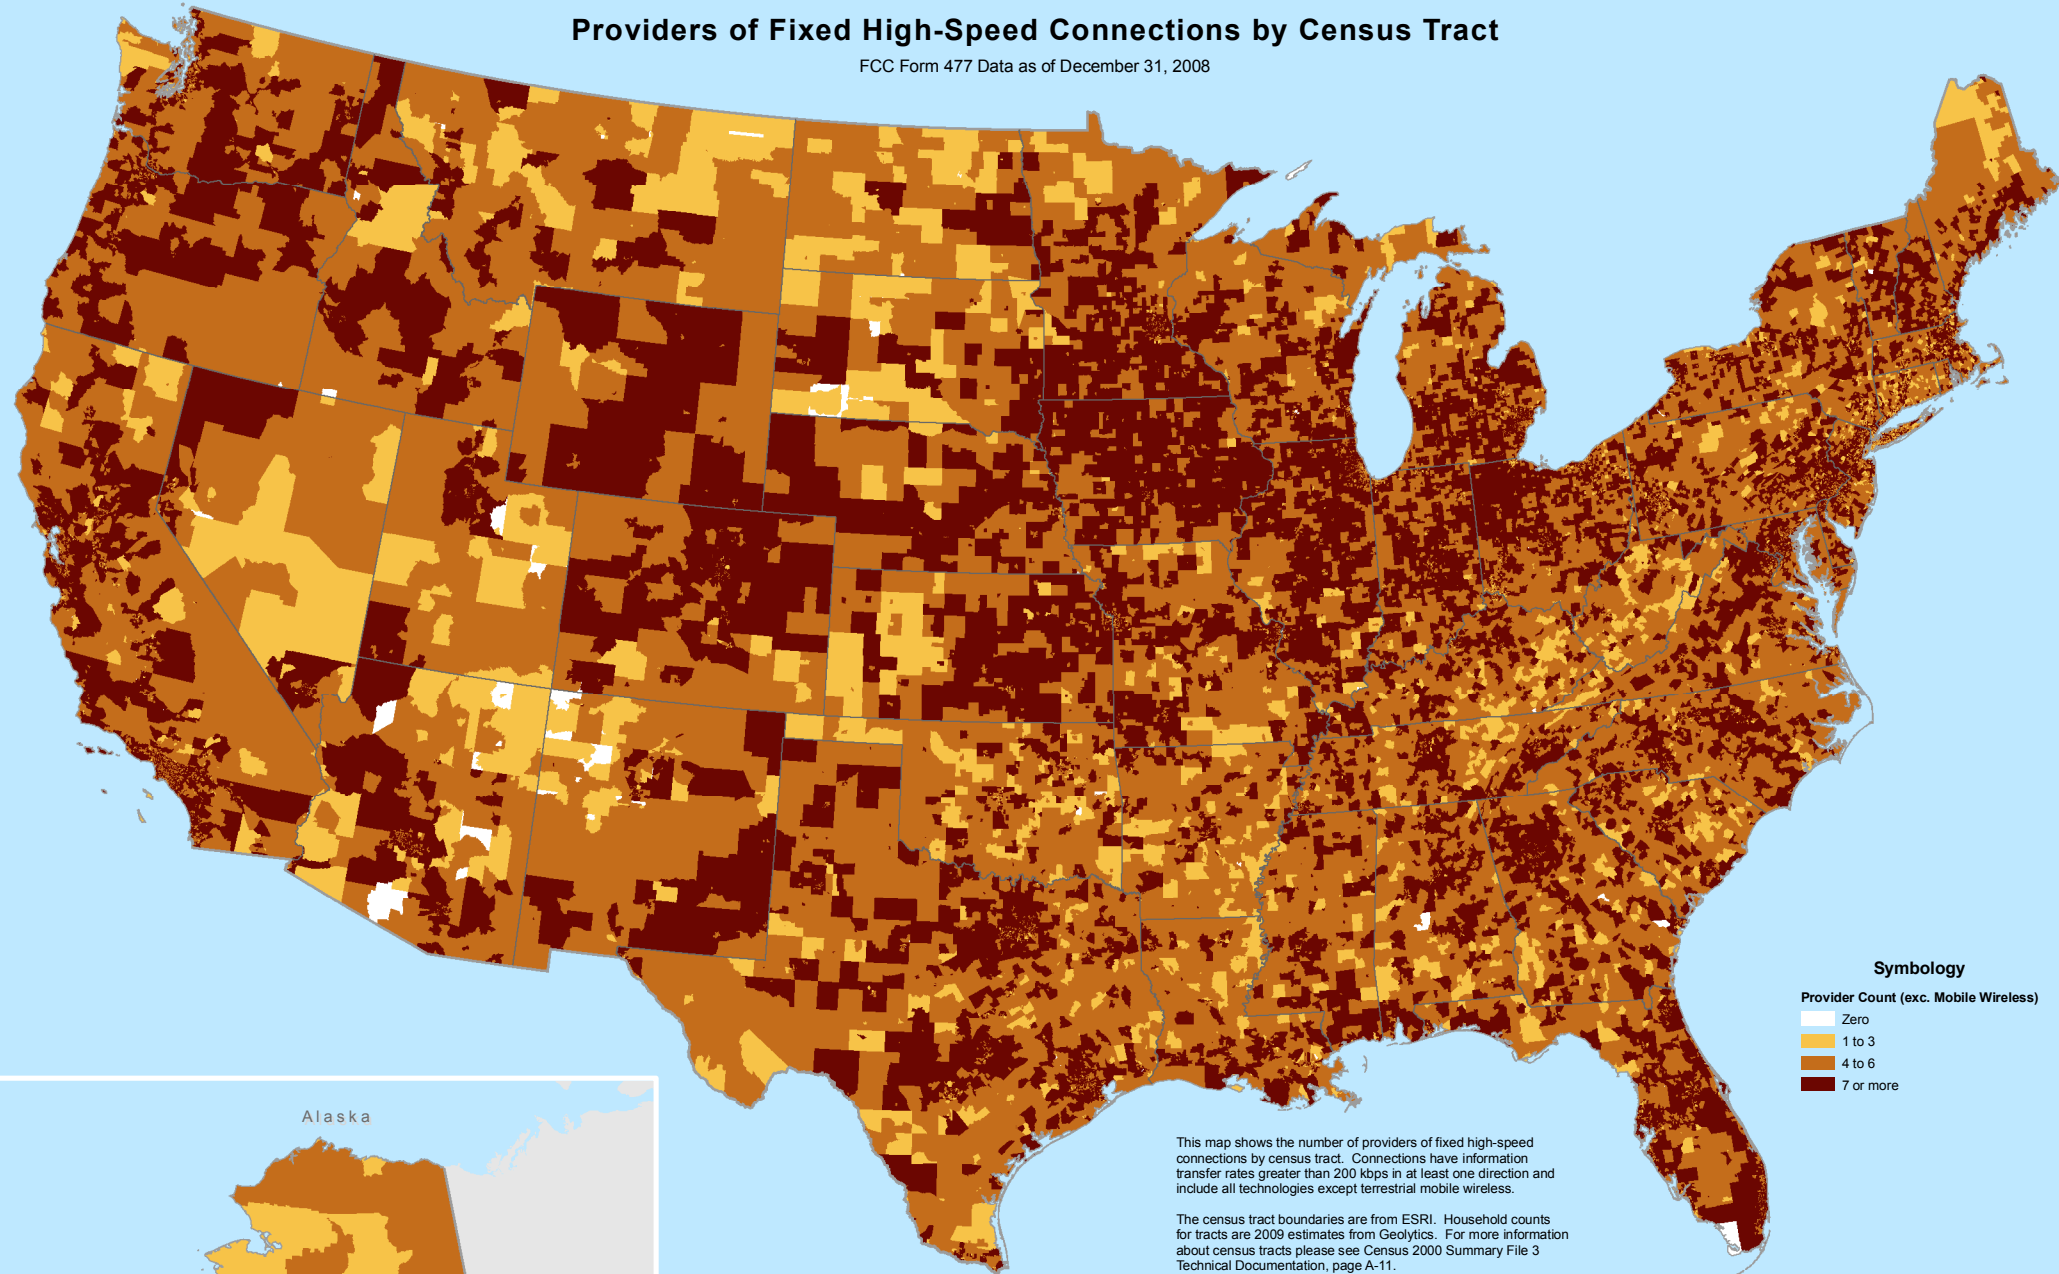 Providers of Fixed High-Speed Connections by Census Tract
FCC Form 477 Data as of December 31, 2008
Symbology
Provider Count (exc. Mobile Wireless)
Zero
1 to 3
4 to 6
7 or more
Alaska
This map shows the number of providers of fixed high-speed
connections by census tract. Connections have information
transfer rates greater than 200 kbps in at least one direction and
include all technologies except terrestrial mobile wireless.
The census tract boundaries are from ESRI. Household counts
for tracts are 2009 estimates from Geolytics. For more information
about census tracts please see Census 2000 Summary File 3
Technical Documentation, page A-11.